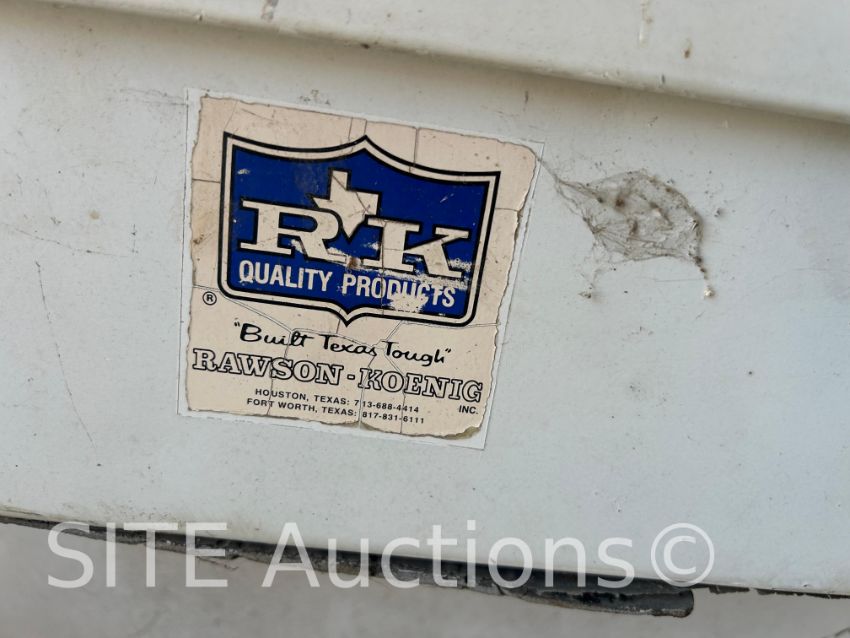 RK
QUALITY PRODUCTS
®
"Built Texas Tough"
RAWSON-KOENIG
INC.
HOUSTON, TEXAS: 713-688-4414
FORT WORTH, TEXAS: 817-831-6111
SITE Auctions©